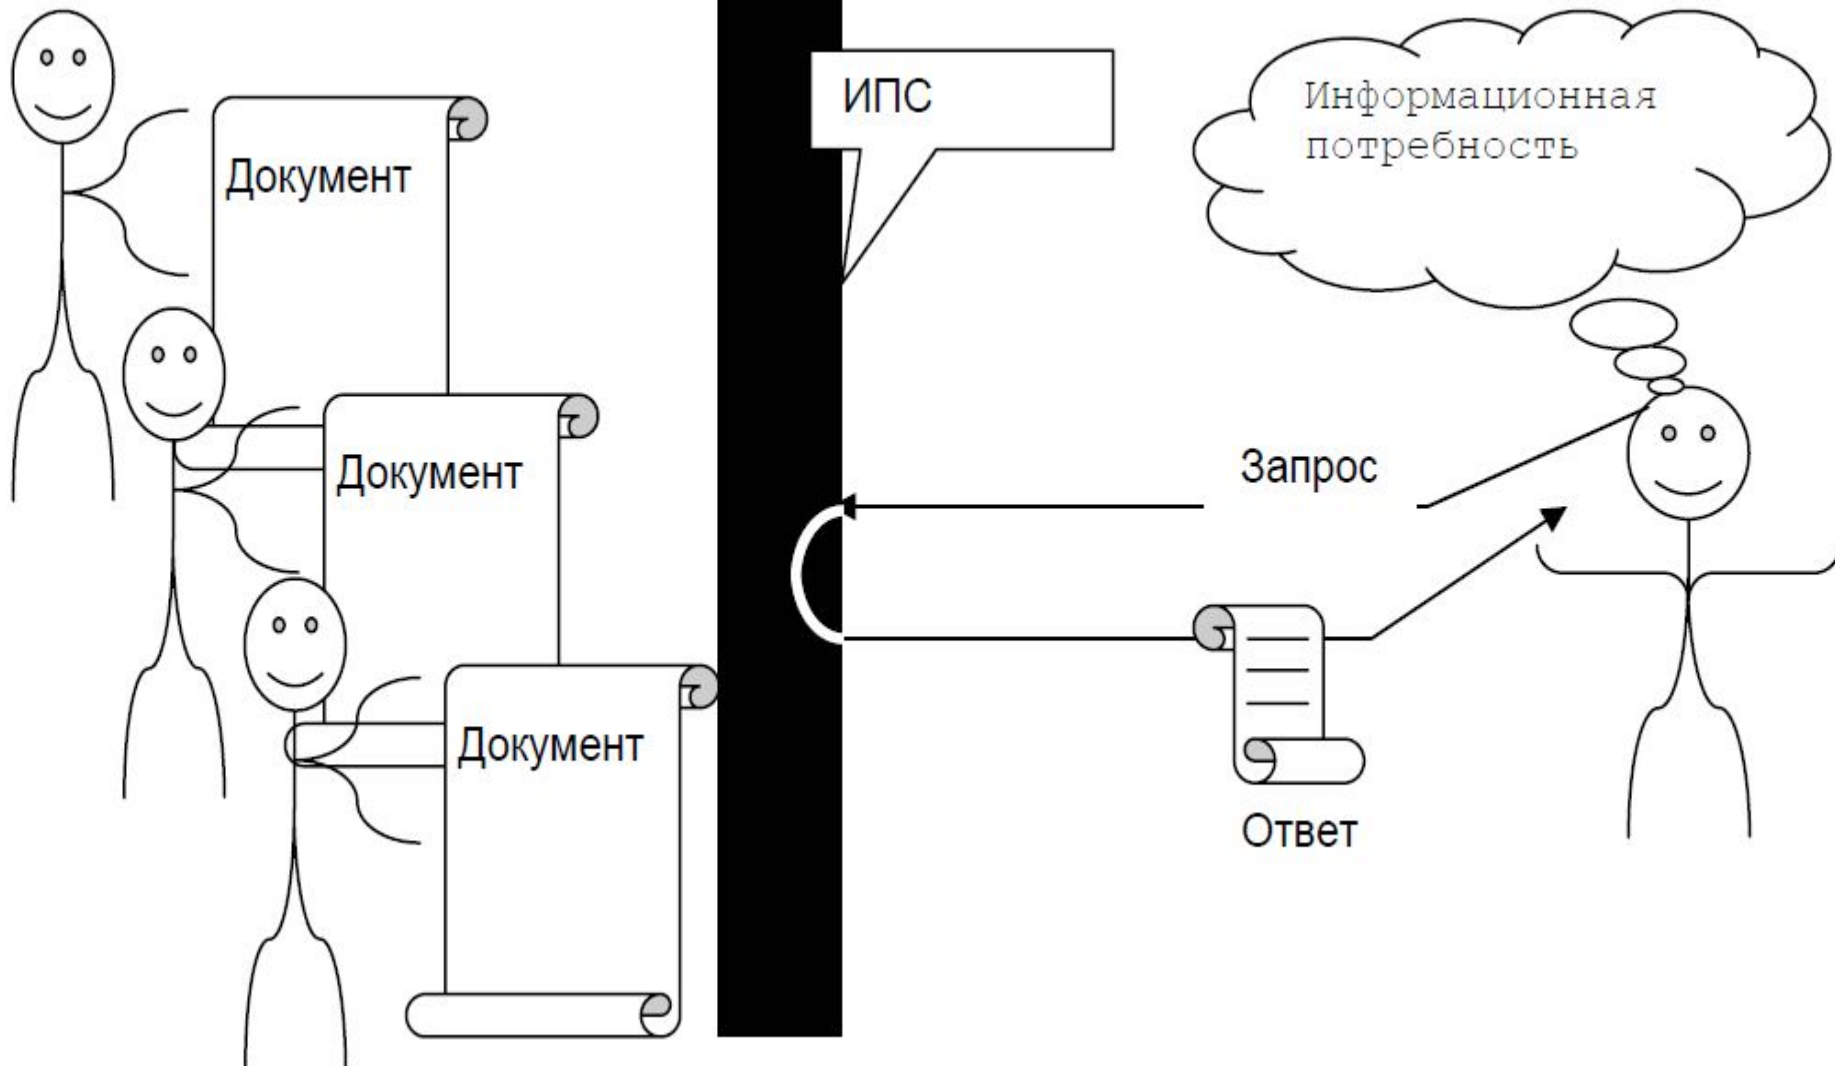 ИПС
Информационная
потребность
Документ
Документ
Запрос
Документ
Ответ